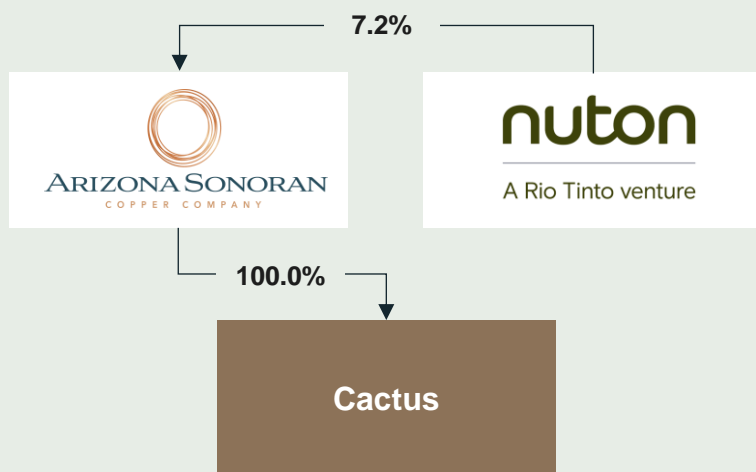 7.2%
ARIZONA SONORAN
COPPER COMPANY
nuton
A Rio Tinto venture
100.0%
Cactus